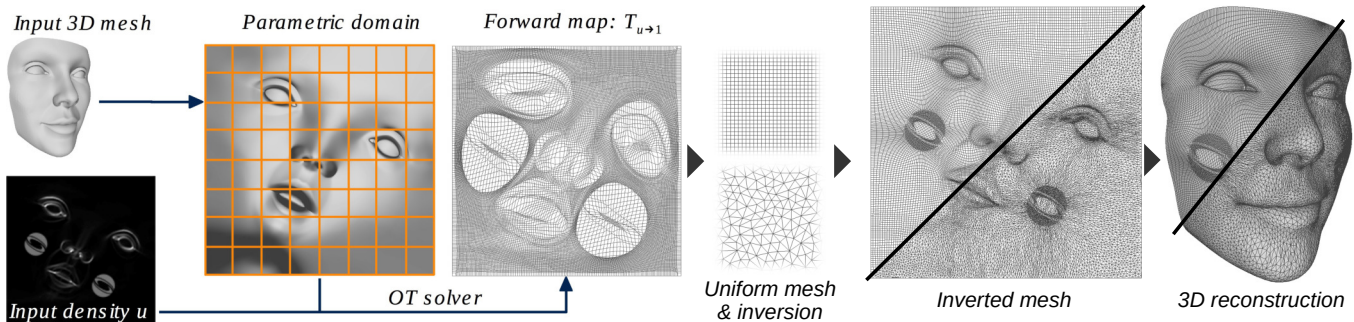 Input 3D mesh
Parametric domain
Forward map: T_{u→1}
Input density u
OT solver
Uniform mesh
& inversion
Inverted mesh
3D reconstruction